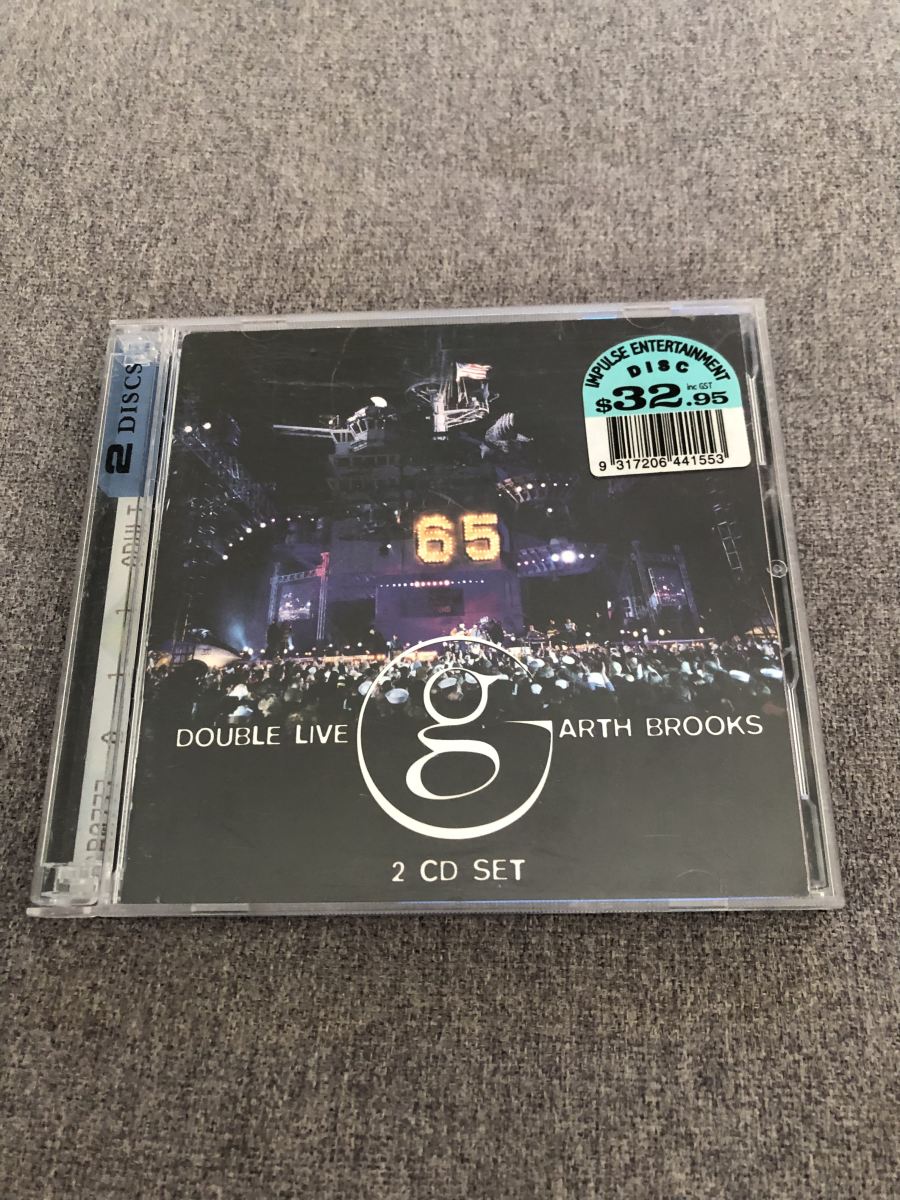 IMPULSE ENTERTAINMENT
DISC
inc GST
$32.95
9 317206 441553
2 DISCS
65
DOUBLE LIVE g ARTH BROOKS
2 CD SET